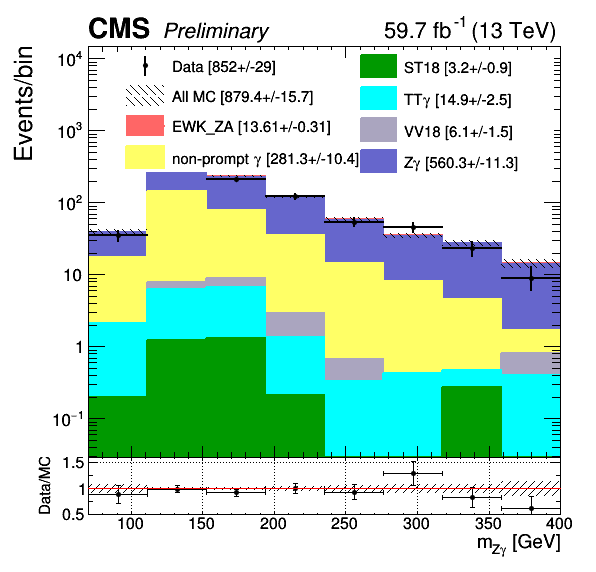 CMS Preliminary 59.7 fb⁻¹ (13 TeV)
Events/bin
10⁴
10³
10²
10
1
10⁻¹
Data [852+/-29]
All MC [879.4+/-15.7]
EWK_ZA [13.61+/-0.31]
non-prompt γ [281.3+/-10.4]
ST18 [3.2+/-0.9]
TTγ [14.9+/-2.5]
VV18 [6.1+/-1.5]
Zγ [560.3+/-11.3]
Data/MC
1.5
1
0.5
100 150 200 250 300 350 400
m_Zγ [GeV]